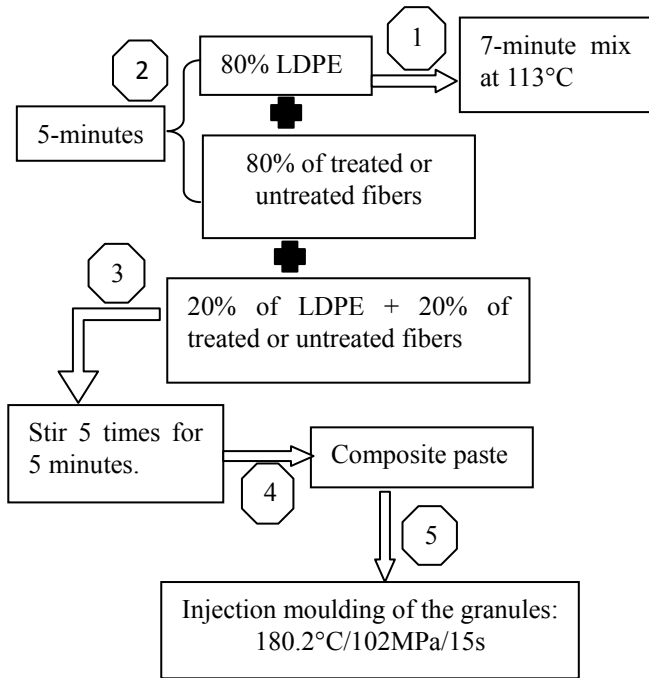 1
7-minute mix
at 113°C
2
80% LDPE
5-minutes
80% of treated or
untreated fibers
3
20% of LDPE + 20% of
treated or untreated fibers
Stir 5 times for
5 minutes.
4
Composite paste
5
Injection moulding of the granules:
180.2°C/102MPa/15s